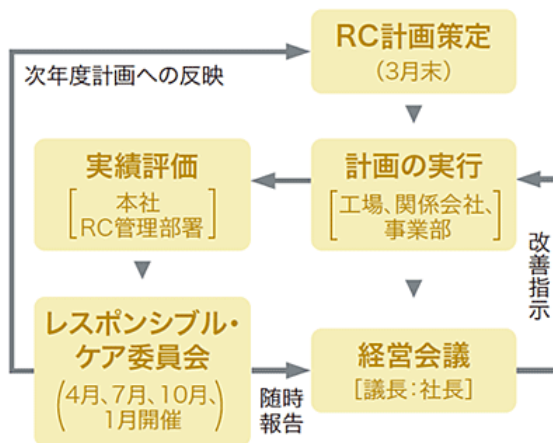 RC計画策定
（3月末）
次年度計画への反映
実績評価
[本社
RC管理部署]
計画の実行
[工場、関係会社、
事業部]
改善指示
レスポンシブル・
ケア委員会
(4月、7月、10月、
1月開催)
随時
報告
経営会議
[議長：社長]